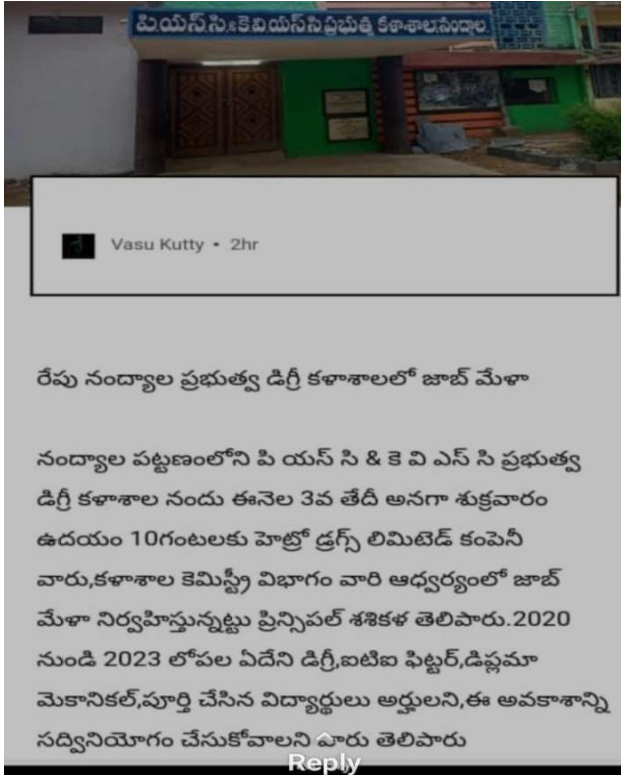 పి.యస్.సి.&కెవియస్సి ప్రభుత్వ కళాశాల,నంద్యాల
Vasu Kutty • 2hr
రేపు నంద్యాల ప్రభుత్వ డిగ్రీ కళాశాలలో జాబ్ మేళా
నంద్యాల పట్టణంలోని పి యస్ సి & కె వి ఎస్ సి ప్రభుత్వ
డిగ్రీ కళాశాల నందు ఈనెల 3వ తేదీ అనగా శుక్రవారం
ఉదయం 10గంటలకు హెట్రో డ్రగ్స్ లిమిటెడ్ కంపెనీ
వారు,కళాశాల కెమిస్ట్రీ విభాగం వారి ఆధ్వర్యంలో జాబ్
మేళా నిర్వహిస్తున్నట్టు ప్రిన్సిపల్ శశికళ తెలిపారు.2020
నుండి 2023 లోపల ఏదేని డిగ్రీ,ఐటిఐ ఫిట్టర్,డిప్లమా
మెకానికల్,పూర్తి చేసిన విద్యార్థులు అర్హులని,ఈ అవకాశాన్ని
సద్వినియోగం చేసుకోవాలని వారు తెలిపారు
Reply